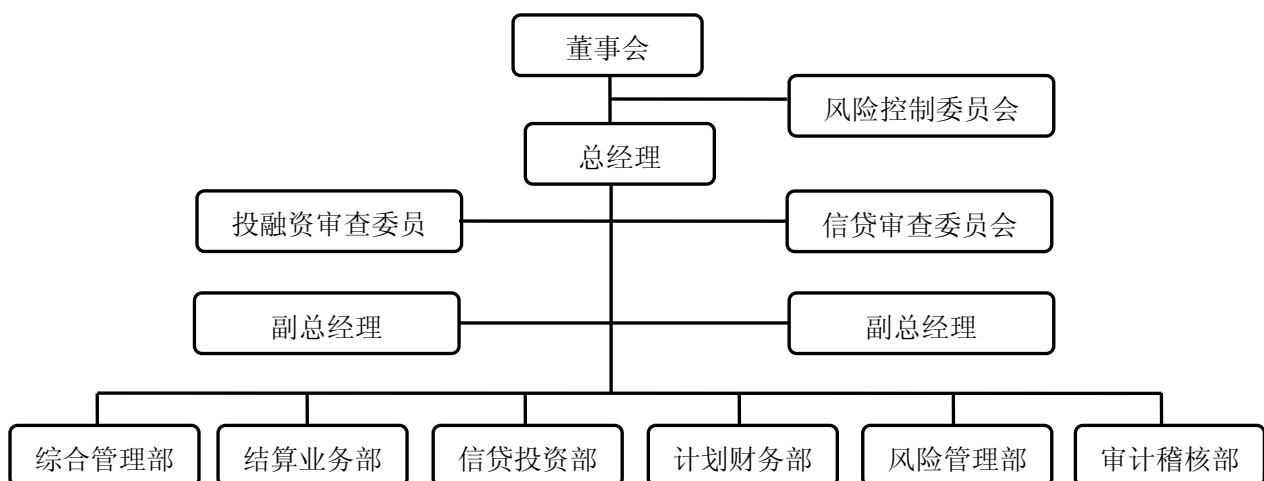 董事会
风险控制委员会
总经理
投融资审查委员
信贷审查委员会
副总经理
副总经理
综合管理部
结算业务部
信贷投资部
计划财务部
风险管理部
审计稽核部